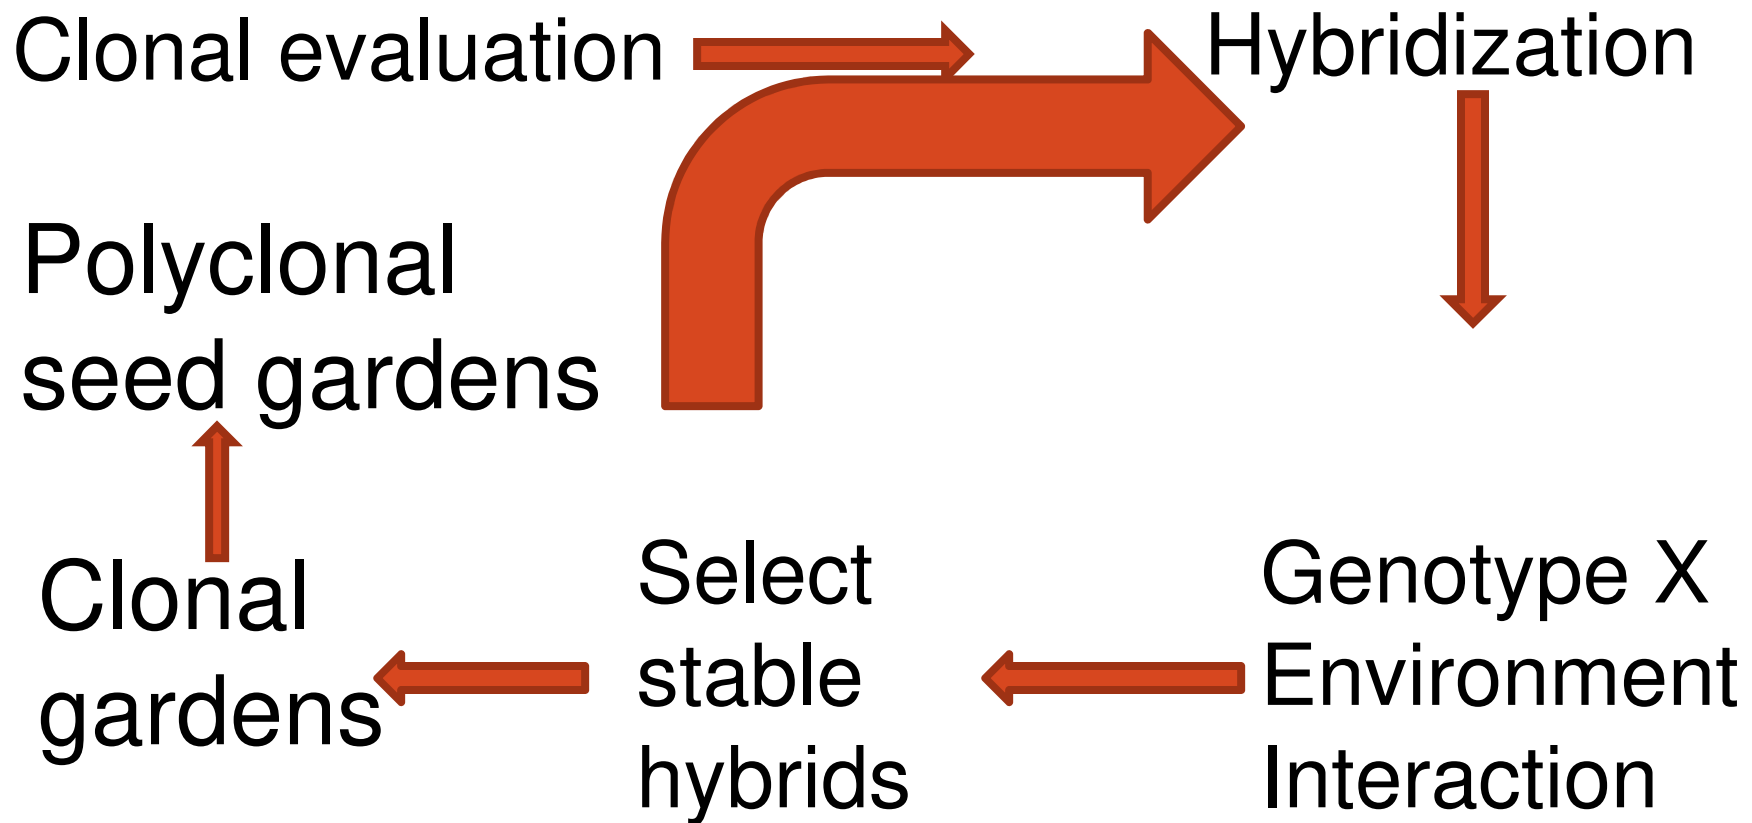 Clonal evaluation
Hybridization
Polyclonal
seed gardens
Clonal
gardens
Select
stable
hybrids
Genotype X
Environment
Interaction